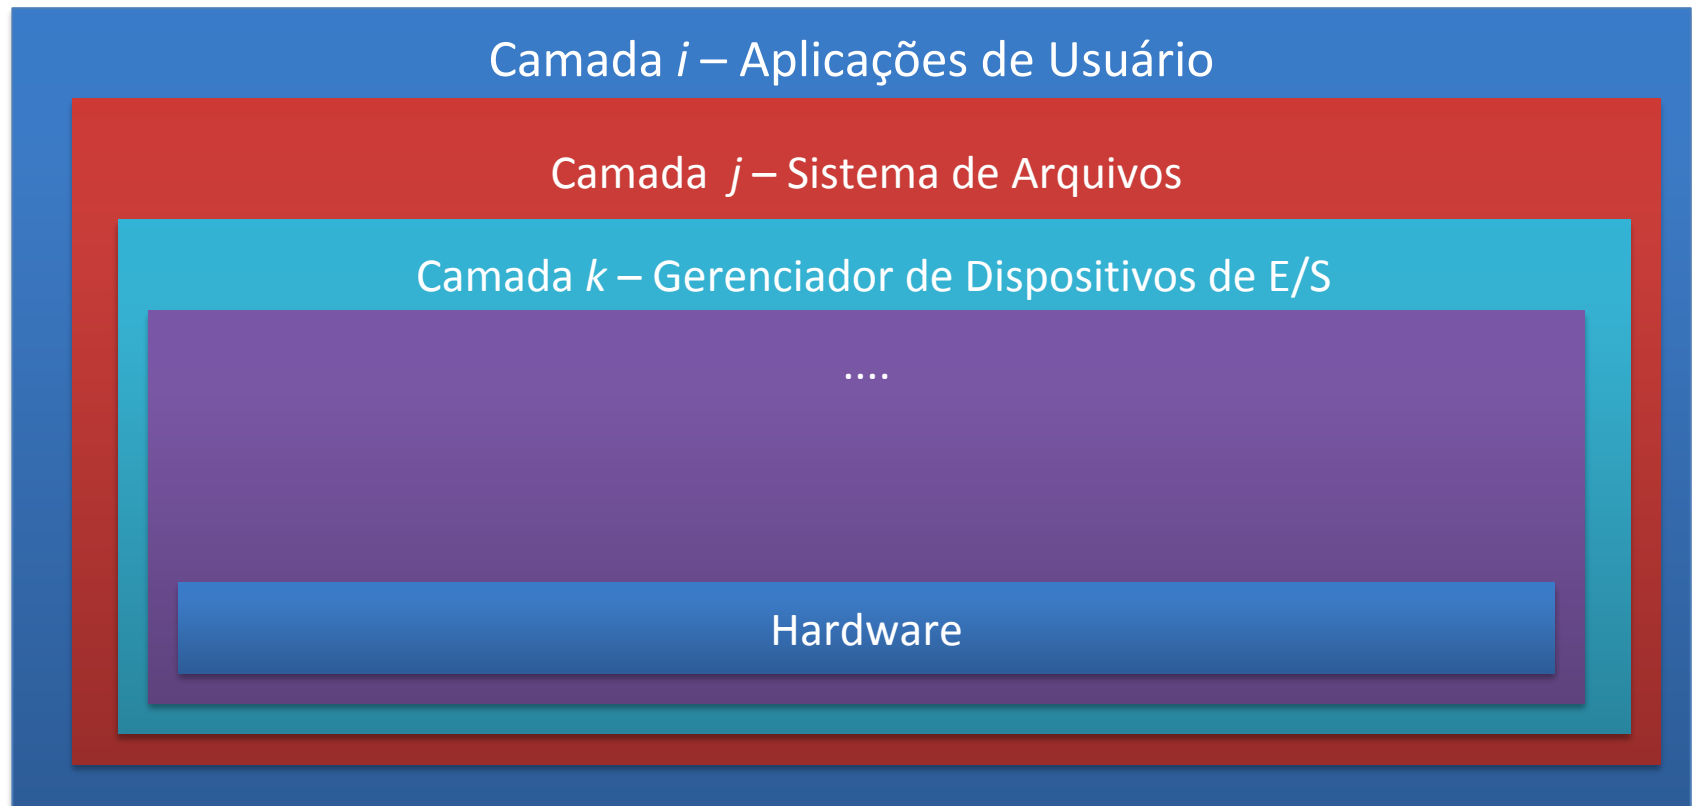 Camada i – Aplicações de Usuário
Camada j – Sistema de Arquivos
Camada k – Gerenciador de Dispositivos de E/S
....
Hardware